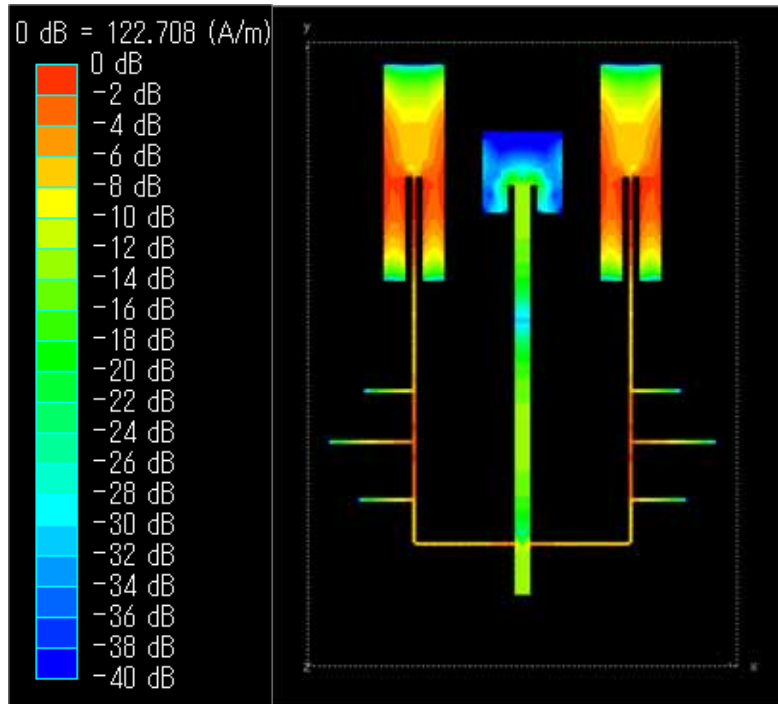 0 dB = 122.708 (A/m)
0 dB
-2 dB
-4 dB
-6 dB
-8 dB
-10 dB
-12 dB
-14 dB
-16 dB
-18 dB
-20 dB
-22 dB
-24 dB
-26 dB
-28 dB
-30 dB
-32 dB
-34 dB
-36 dB
-38 dB
-40 dB
y
z
x